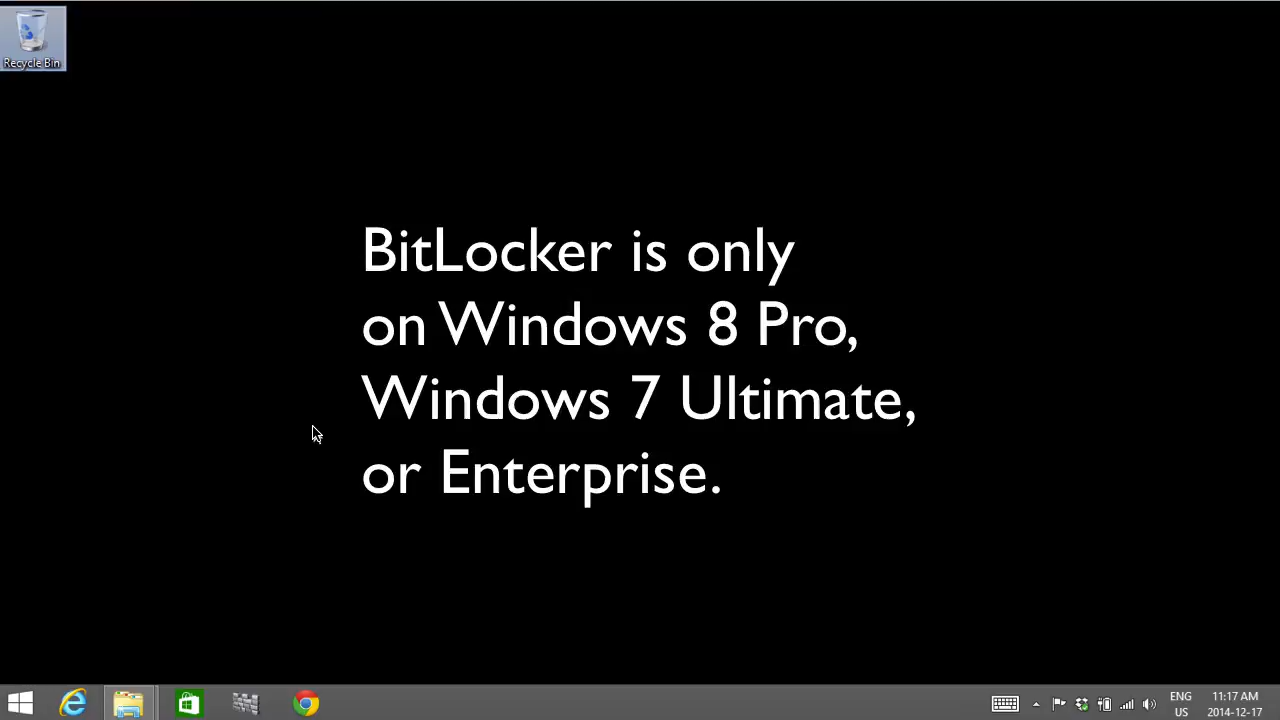 Recycle Bin
BitLocker is only
on Windows 8 Pro,
Windows 7 Ultimate,
or Enterprise.
ENG
US
11:17 AM
2014-12-17